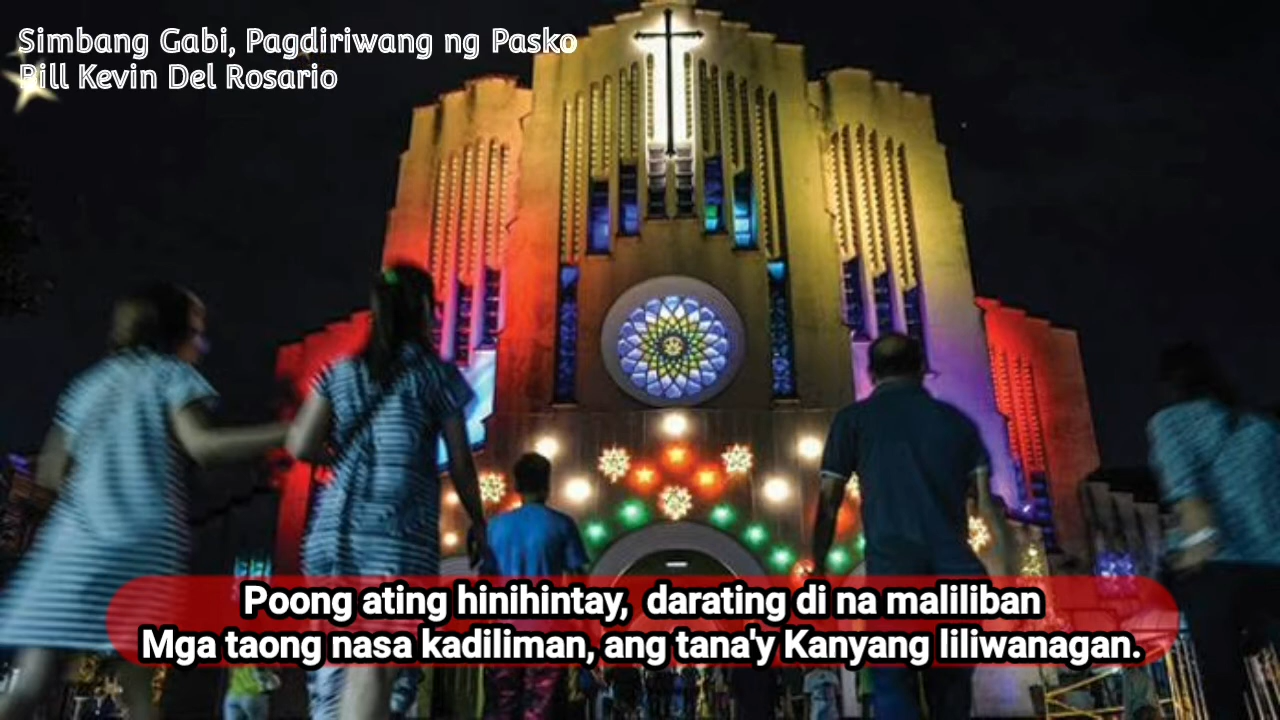 Simbang Gabi, Pagdiriwang ng Pasko
Pill Kevin Del Rosario
Poong ating hinihintay, darating di na maliliban
Mga taong nasa kadiliman, ang tana'y Kanyang liliwanagan.